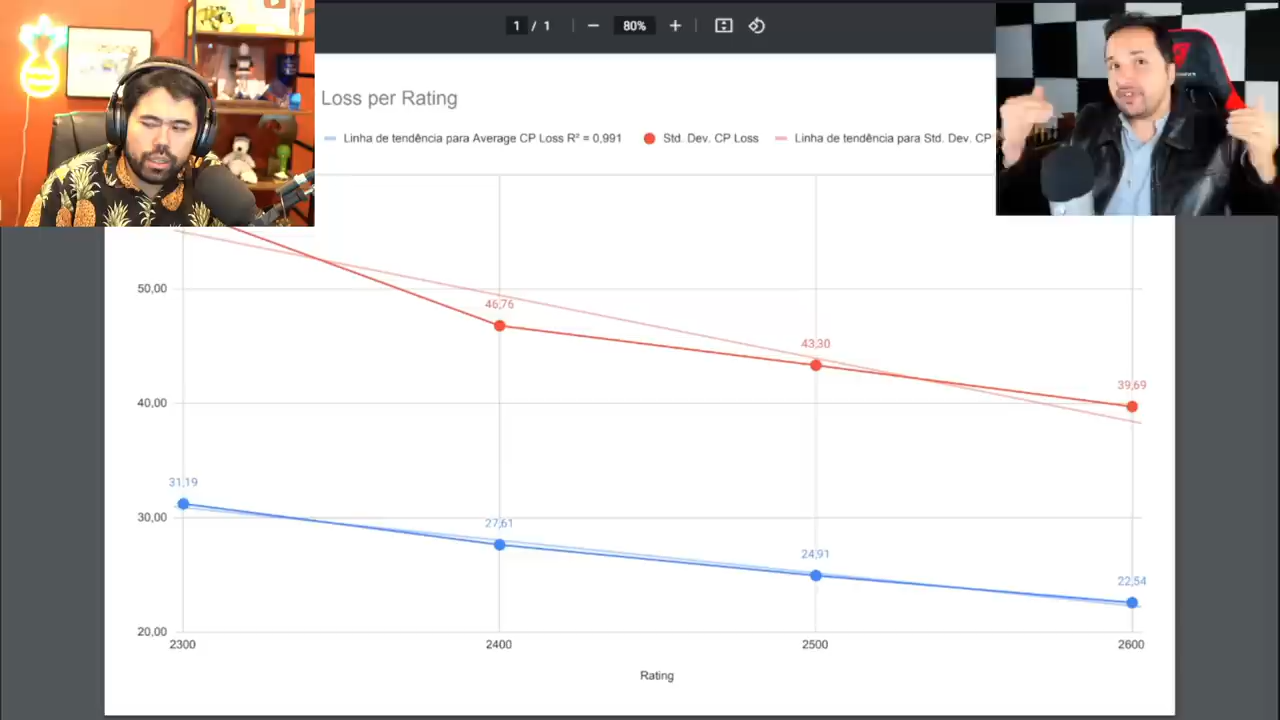 1 / 1
80%
Loss per Rating
Linha de tendência para Average CP Loss R² = 0,991
Std. Dev. CP Loss
Linha de tendência para Std. Dev. CP
50,00
46,76
43,30
39,69
40,00
31,19
30,00
27,61
24,91
22,54
20,00
2300
2400
2500
2600
Rating